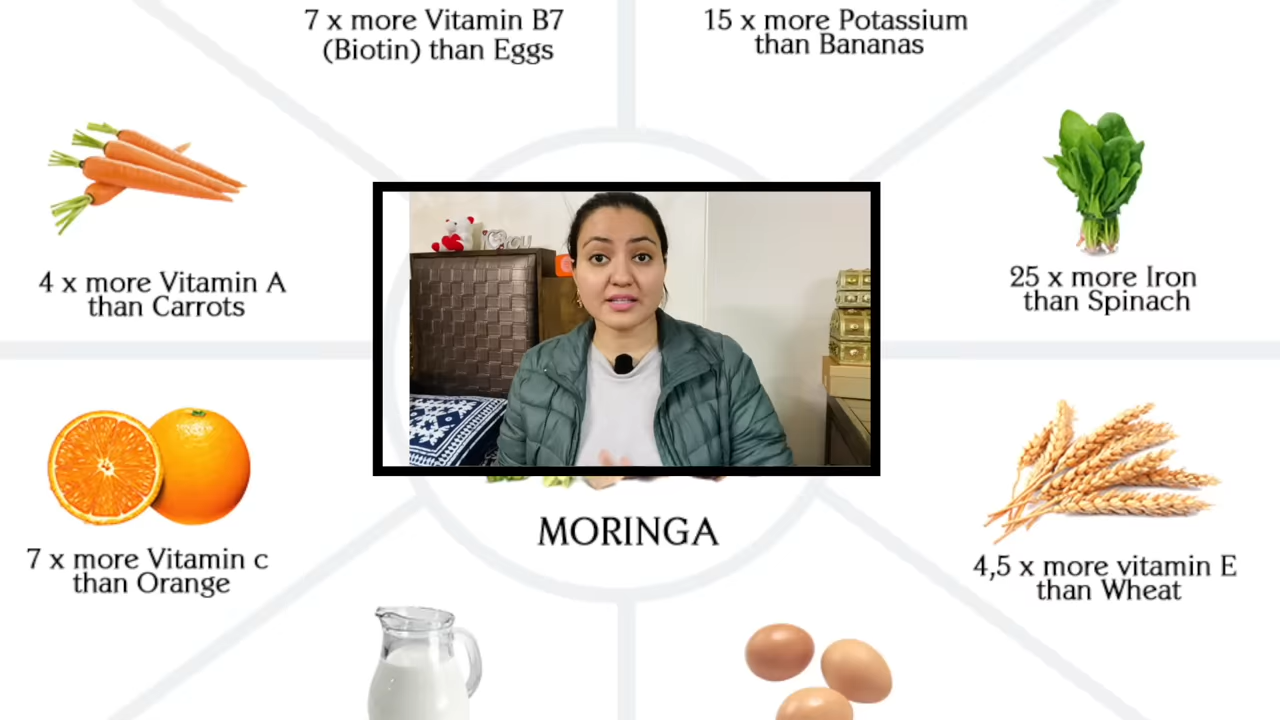 7 x more Vitamin B7
(Biotin) than Eggs
15 x more Potassium
than Bananas
4 x more Vitamin A
than Carrots
25 x more Iron
than Spinach
7 x more Vitamin c
than Orange
4,5 x more vitamin E
than Wheat
MORINGA